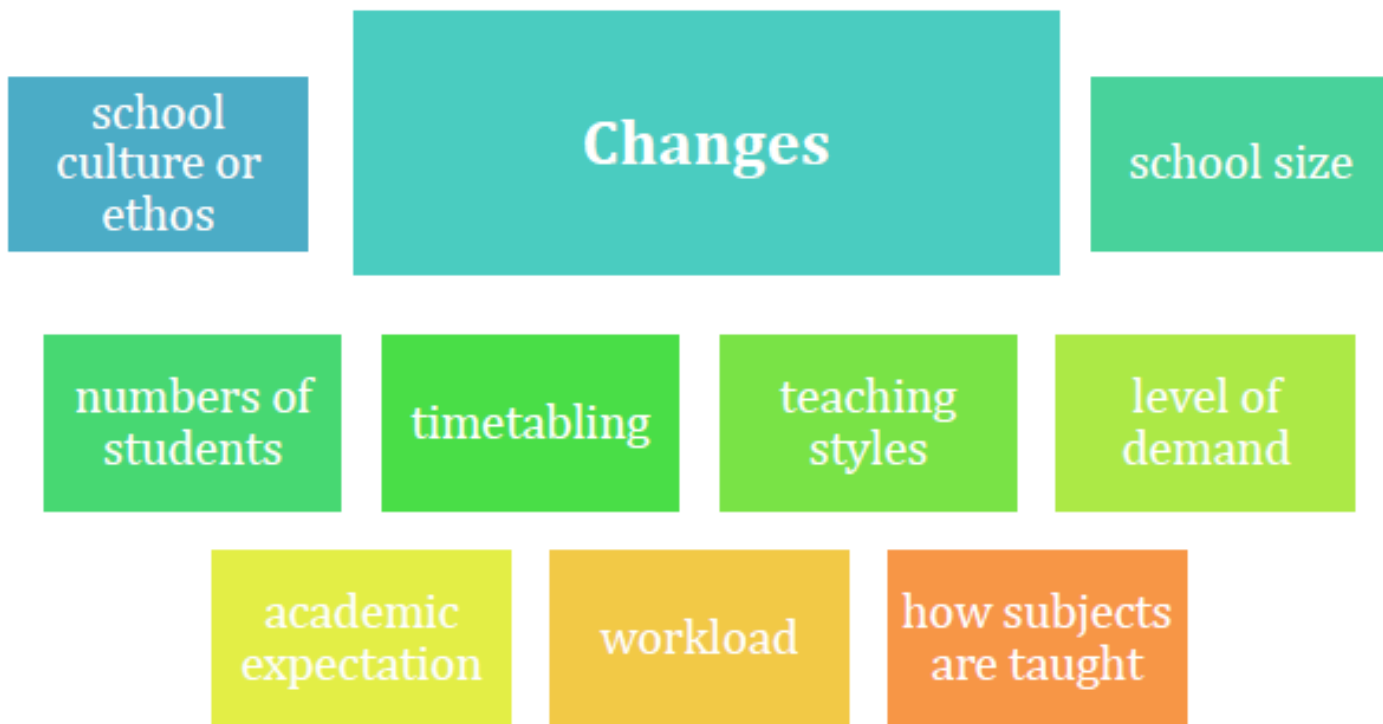 school
culture or
ethos
Changes
school size
numbers of
students
timetabling
teaching
styles
level of
demand
academic
expectation
workload
how subjects
are taught